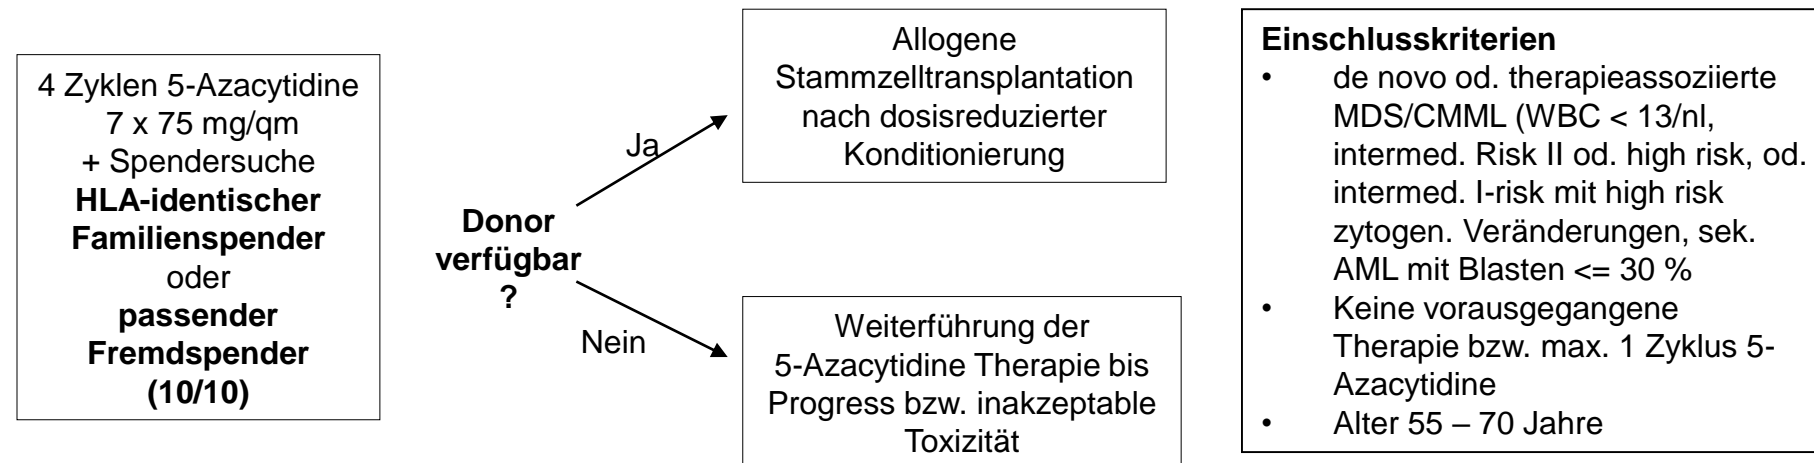 4 Zyklen 5-Azacytidine
7 x 75 mg/qm
+ Spendersuche
HLA-identischer
Familienspender
oder
passender
Fremdspender
(10/10)
Donor
verfügbar
?
Ja
Nein
Allogene
Stammzelltransplantation
nach dosisreduzierter
Konditionierung
Weiterführung der
5-Azacytidine Therapie bis
Progress bzw. inakzeptable
Toxizität
Einschlusskriterien
• de novo od. therapieassoziierte
MDS/CMML (WBC < 13/nl,
intermed. Risk II od. high risk, od.
intermed. I-risk mit high risk
zytogen. Veränderungen, sek.
AML mit Blasten <= 30 %
• Keine vorausgegangene
Therapie bzw. max. 1 Zyklus 5-
Azacytidine
• Alter 55 – 70 Jahre